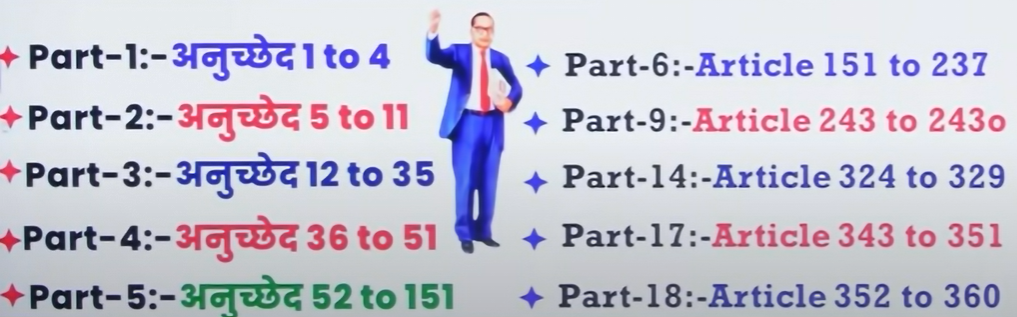 Part-1:-अनुच्छेद 1 to 4
Part-2:-अनुच्छेद 5 to 11
Part-3:-अनुच्छेद 12 to 35
Part-4:-अनुच्छेद 36 to 51
Part-5:-अनुच्छेद 52 to 151
Part-6:-Article 151 to 237
Part-9:-Article 243 to 243o
Part-14:-Article 324 to 329
Part-17:-Article 343 to 351
Part-18:-Article 352 to 360